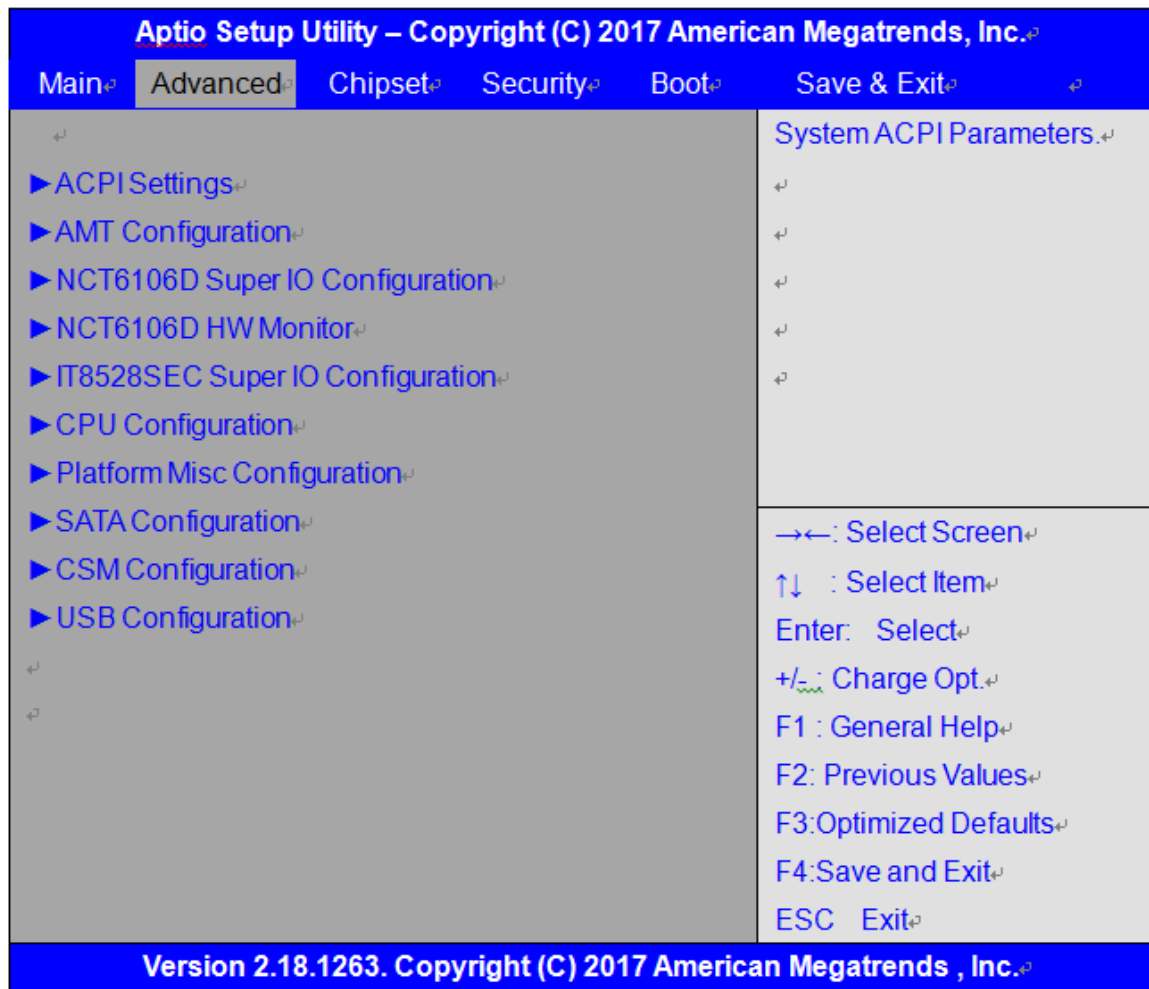 Aptio Setup Utility – Copyright (C) 2017 American Megatrends, Inc.
Main Advanced Chipset Security Boot Save & Exit
System ACPI Parameters.
►ACPI Settings
►AMT Configuration
►NCT6106D Super IO Configuration
►NCT6106D HW Monitor
►IT8528SEC Super IO Configuration
►CPU Configuration
►Platform Misc Configuration
►SATA Configuration
►CSM Configuration
►USB Configuration
→←: Select Screen
↑↓ : Select Item
Enter: Select
+/- : Charge Opt.
F1 : General Help
F2: Previous Values
F3:Optimized Defaults
F4:Save and Exit
ESC Exit
Version 2.18.1263. Copyright (C) 2017 American Megatrends , Inc.